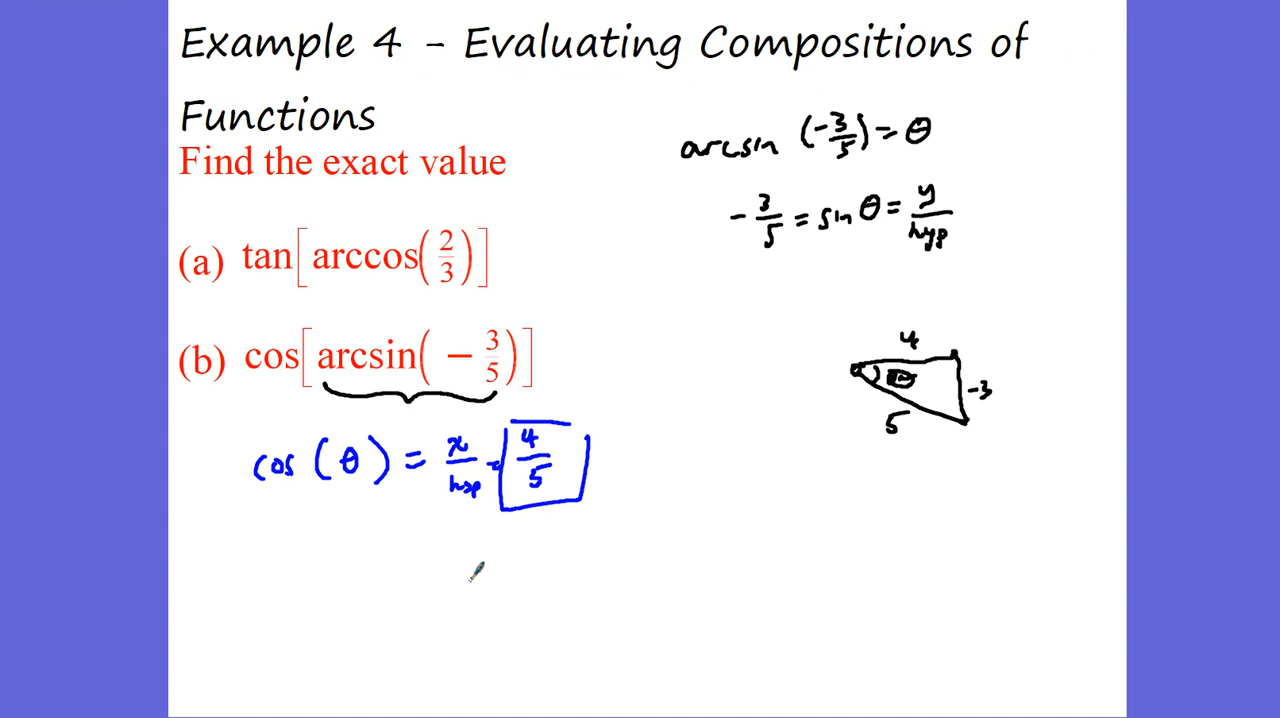 Example 4 - Evaluating Compositions of
Functions
Find the exact value
(a) tan[arccos(2/3)]
(b) cos[arcsin(- 3/5)]
cos (θ) = x/hyp = 4/5
arcsin (-3/5) = θ
-3/5 = sin θ = y/hyp
4
θ
-3
5